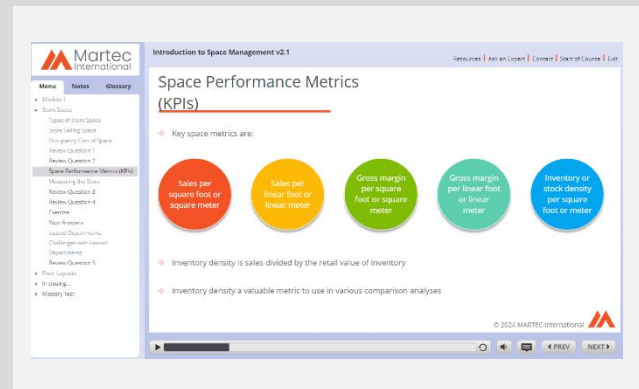 Martec
International
Introduction to Space Management v2.1
Resources | Ask an Expert | Contact | Start of Course | Exit
Menu Notes Glossary
Module 1
Store Space
Types of Store Space
Store Selling Space
Occupancy Cost of Space
Review Question 1
Review Question 2
Space Performance Metrics (KPIs)
Measuring the Store
Review Question 3
Review Question 4
Exercise
Your Answers
Leased Departments
Challenges with Leased
Departments
Review Question 5
Floor Layouts
In closing...
Mastery Test
Space Performance Metrics
(KPIs)
Key space metrics are:
Sales per
square foot or
square meter
Sales per
linear foot or
linear meter
Gross margin
per square
foot or square
meter
Gross margin
per linear foot
or linear
meter
Inventory or
stock density
per square
foot or meter
Inventory density is sales divided by the retail value of inventory
Inventory density a valuable metric to use in various comparison analyses
© 2024 MARTEC International
PREV
NEXT